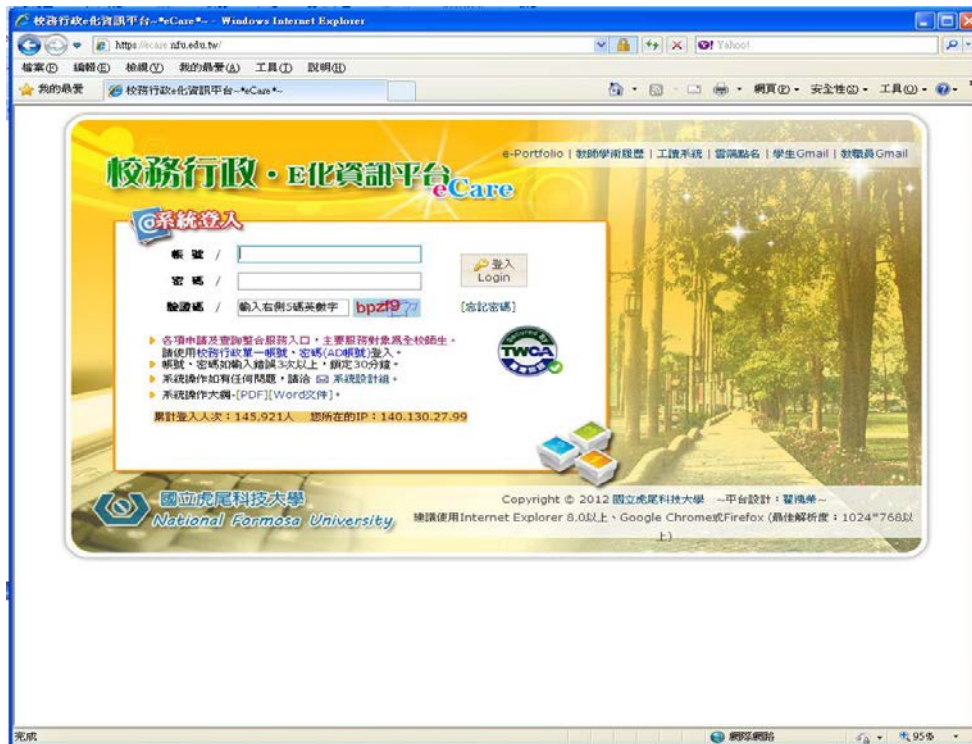 校務行政e化資訊平台~*eCare*~ - Windows Internet Explorer
https://ecare.nfu.edu.tw/
Yahoo!
檔案(F) 編輯(E) 檢視(V) 我的最愛(A) 工具(T) 說明(H)
我的最愛 校務行政e化資訊平台~*eCare*~ 網頁(P) 安全性(S) 工具(O)
e-Portfolio | 教師學術履歷 | 工讀系統 | 雲端點名 | 學生Gmail | 教職員Gmail
校務行政・E化資訊平台
eCare
@系統登入
帳 號 /
密 碼 /
登入
Login
驗證碼 / 輸入右側5碼英數字 bpzf9 [忘記密碼]
各項申請及查詢整合服務入口，主要服務對象為全校師生。
請使用校務行政單一帳號、密碼(AD帳號)登入。
帳號、密碼如輸入錯誤3次以上，鎖定30分鐘。
系統操作如有任何問題，請洽 系統設計組。
系統操作大綱-[PDF][Word文件]。
Secured By
TWCA
累計登入人次：145,921人 您所在的IP：140.130.27.99
國立虎尾科技大學
National Formosa University
Copyright © 2012 國立虎尾科技大學 ~平台設計：
建議使用Internet Explorer 8.0以上、Google Chrome或Firefox (最佳解析度：1024*768以
上)
完成 網際網路 95%